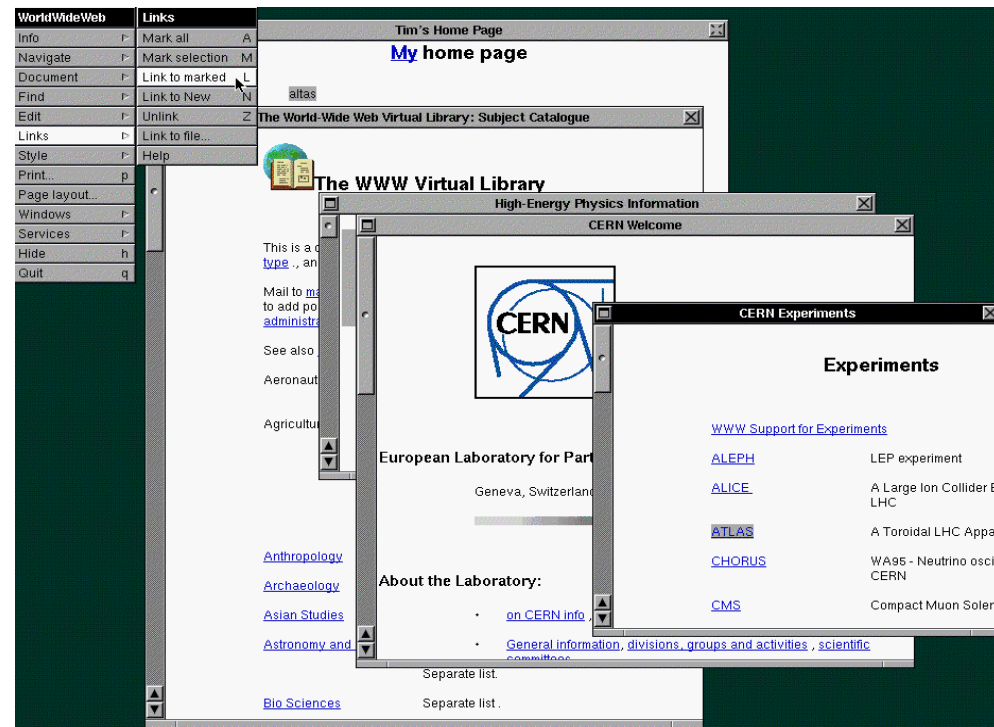 WorldWideWeb
Info
Navigate
Document
Find
Edit
Links
Style
Print... p
Page layout...
Windows
Services
Hide h
Quit q
Links
Mark all A
Mark selection M
Link to marked L
Link to New N
Unlink Z
Link to file...
Help
Tim's Home Page
My home page
altas
The World-Wide Web Virtual Library: Subject Catalogue
The WWW Virtual Library
This is a
type ., an
Mail to
to add po
administra
See also
Aeronaut
Agricultu
Anthropology
Archaeology
Asian Studies
Astronomy and
Separate list.
Bio Sciences Separate list .
High-Energy Physics Information
CERN Welcome
CERN
European Laboratory for Part
Geneva, Switzerland
About the Laboratory:
· on CERN info ,
· General information, divisions, groups and activities , scientific
committees
CERN Experiments
Experiments
WWW Support for Experiments
ALEPH LEP experiment
ALICE A Large Ion Collider E
LHC
ATLAS A Toroidal LHC Appa
CHORUS WA95 - Neutrino osci
CERN
CMS Compact Muon Solen